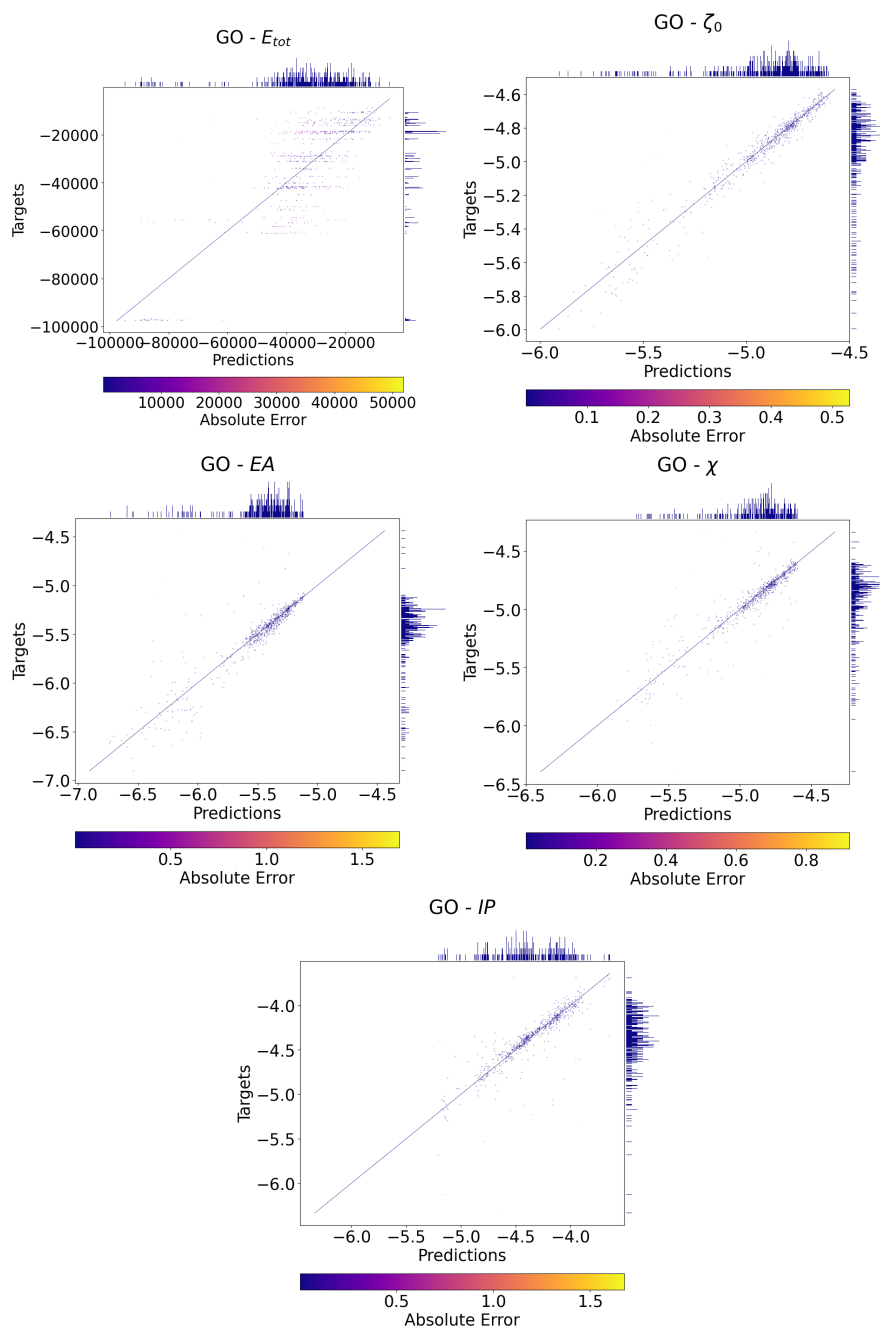 GO - E_tot
−20000
−40000
−60000
−80000
−100000
Targets
−100000 −80000 −60000 −40000 −20000
Predictions
10000 20000 30000 40000 50000
Absolute Error
GO - ζ₀
−4.6
−4.8
−5.0
−5.2
−5.4
−5.6
−5.8
−6.0
Targets
−6.0 −5.5 −5.0 −4.5
Predictions
0.1 0.2 0.3 0.4 0.5
Absolute Error
GO - EA
−4.5
−5.0
−5.5
−6.0
−6.5
−7.0
Targets
−7.0 −6.5 −6.0 −5.5 −5.0 −4.5
Predictions
0.5 1.0 1.5
Absolute Error
GO - χ
−4.5
−5.0
−5.5
−6.0
−6.5
Targets
−6.5 −6.0 −5.5 −5.0 −4.5
Predictions
0.2 0.4 0.6 0.8
Absolute Error
GO - IP
−4.0
−4.5
−5.0
−5.5
−6.0
Targets
−6.0 −5.5 −5.0 −4.5 −4.0
Predictions
0.5 1.0 1.5
Absolute Error